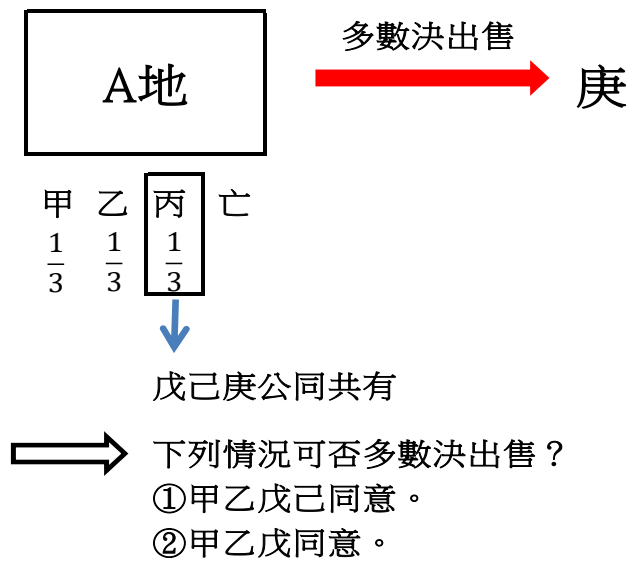 多數決出售
A地
庚
甲 乙 丙 亡
1/3 1/3 1/3
戊己庚公同共有
下列情況可否多數決出售？
①甲乙戊己同意。
②甲乙戊同意。